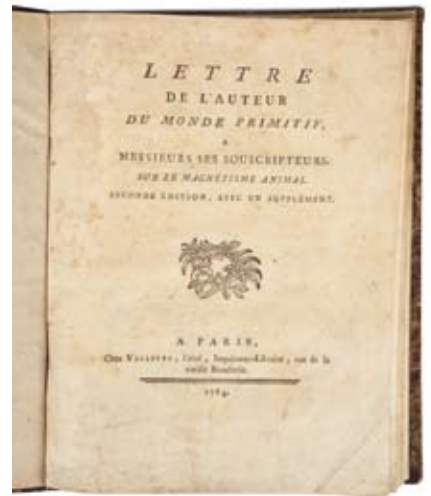 LETTRE
DE L'AUTEUR
DU MONDE PRIMITIF,
A
MESSIEURS SES SOUSCRIPTEURS.
SUR LE MAGNÉTISME ANIMAL.
SECONDE ÉDITION, AVEC UN SUPPLÉMENT.
A PARIS,
Chez VALLEYRE, l'aîné, Imprimeur-Libraire, rue de la
vieille Bouclerie.
1784.